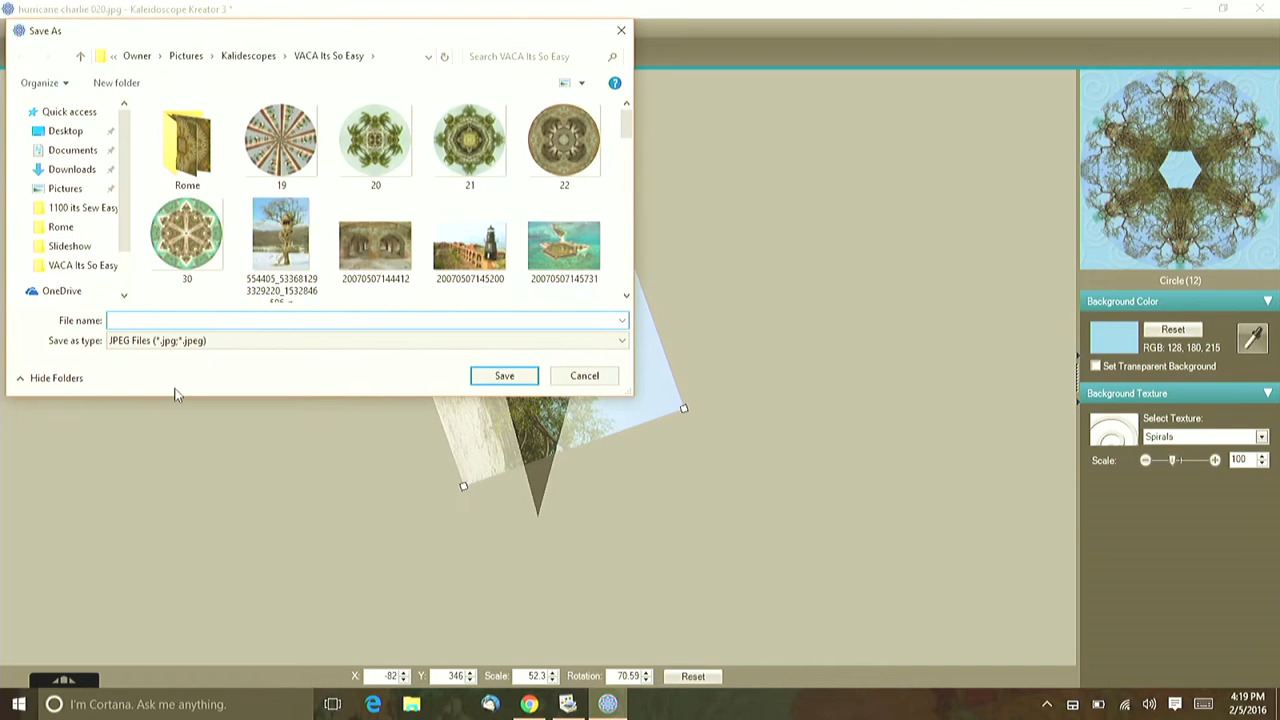 hurricane charlie 020.jpg - Kaleidoscope Kreator 3 *
Save As
« Owner › Pictures › Kalidescopes › VACA Its So Easy ›
Search VACA Its So Easy
Organize
New folder
Quick access
Desktop
Documents
Downloads
Pictures
1100 its Sew Easy
Rome
Slideshow
VACA Its So Easy
OneDrive
Rome
19
20
21
22
30
554405_53368129
3329220_1532846
20070507144412
20070507145200
20070507145731
File name:
Save as type:
JPEG Files (*.jpg;*.jpeg)
Hide Folders
Save
Cancel
Circle (12)
Background Color
Reset
RGB: 128, 180, 215
Set Transparent Background
Background Texture
Select Texture:
Spirals
Scale:
100
X: -82
Y: 346
Scale: 52.3
Rotation: 70.59
Reset
I'm Cortana. Ask me anything.
4:19 PM
2/5/2016